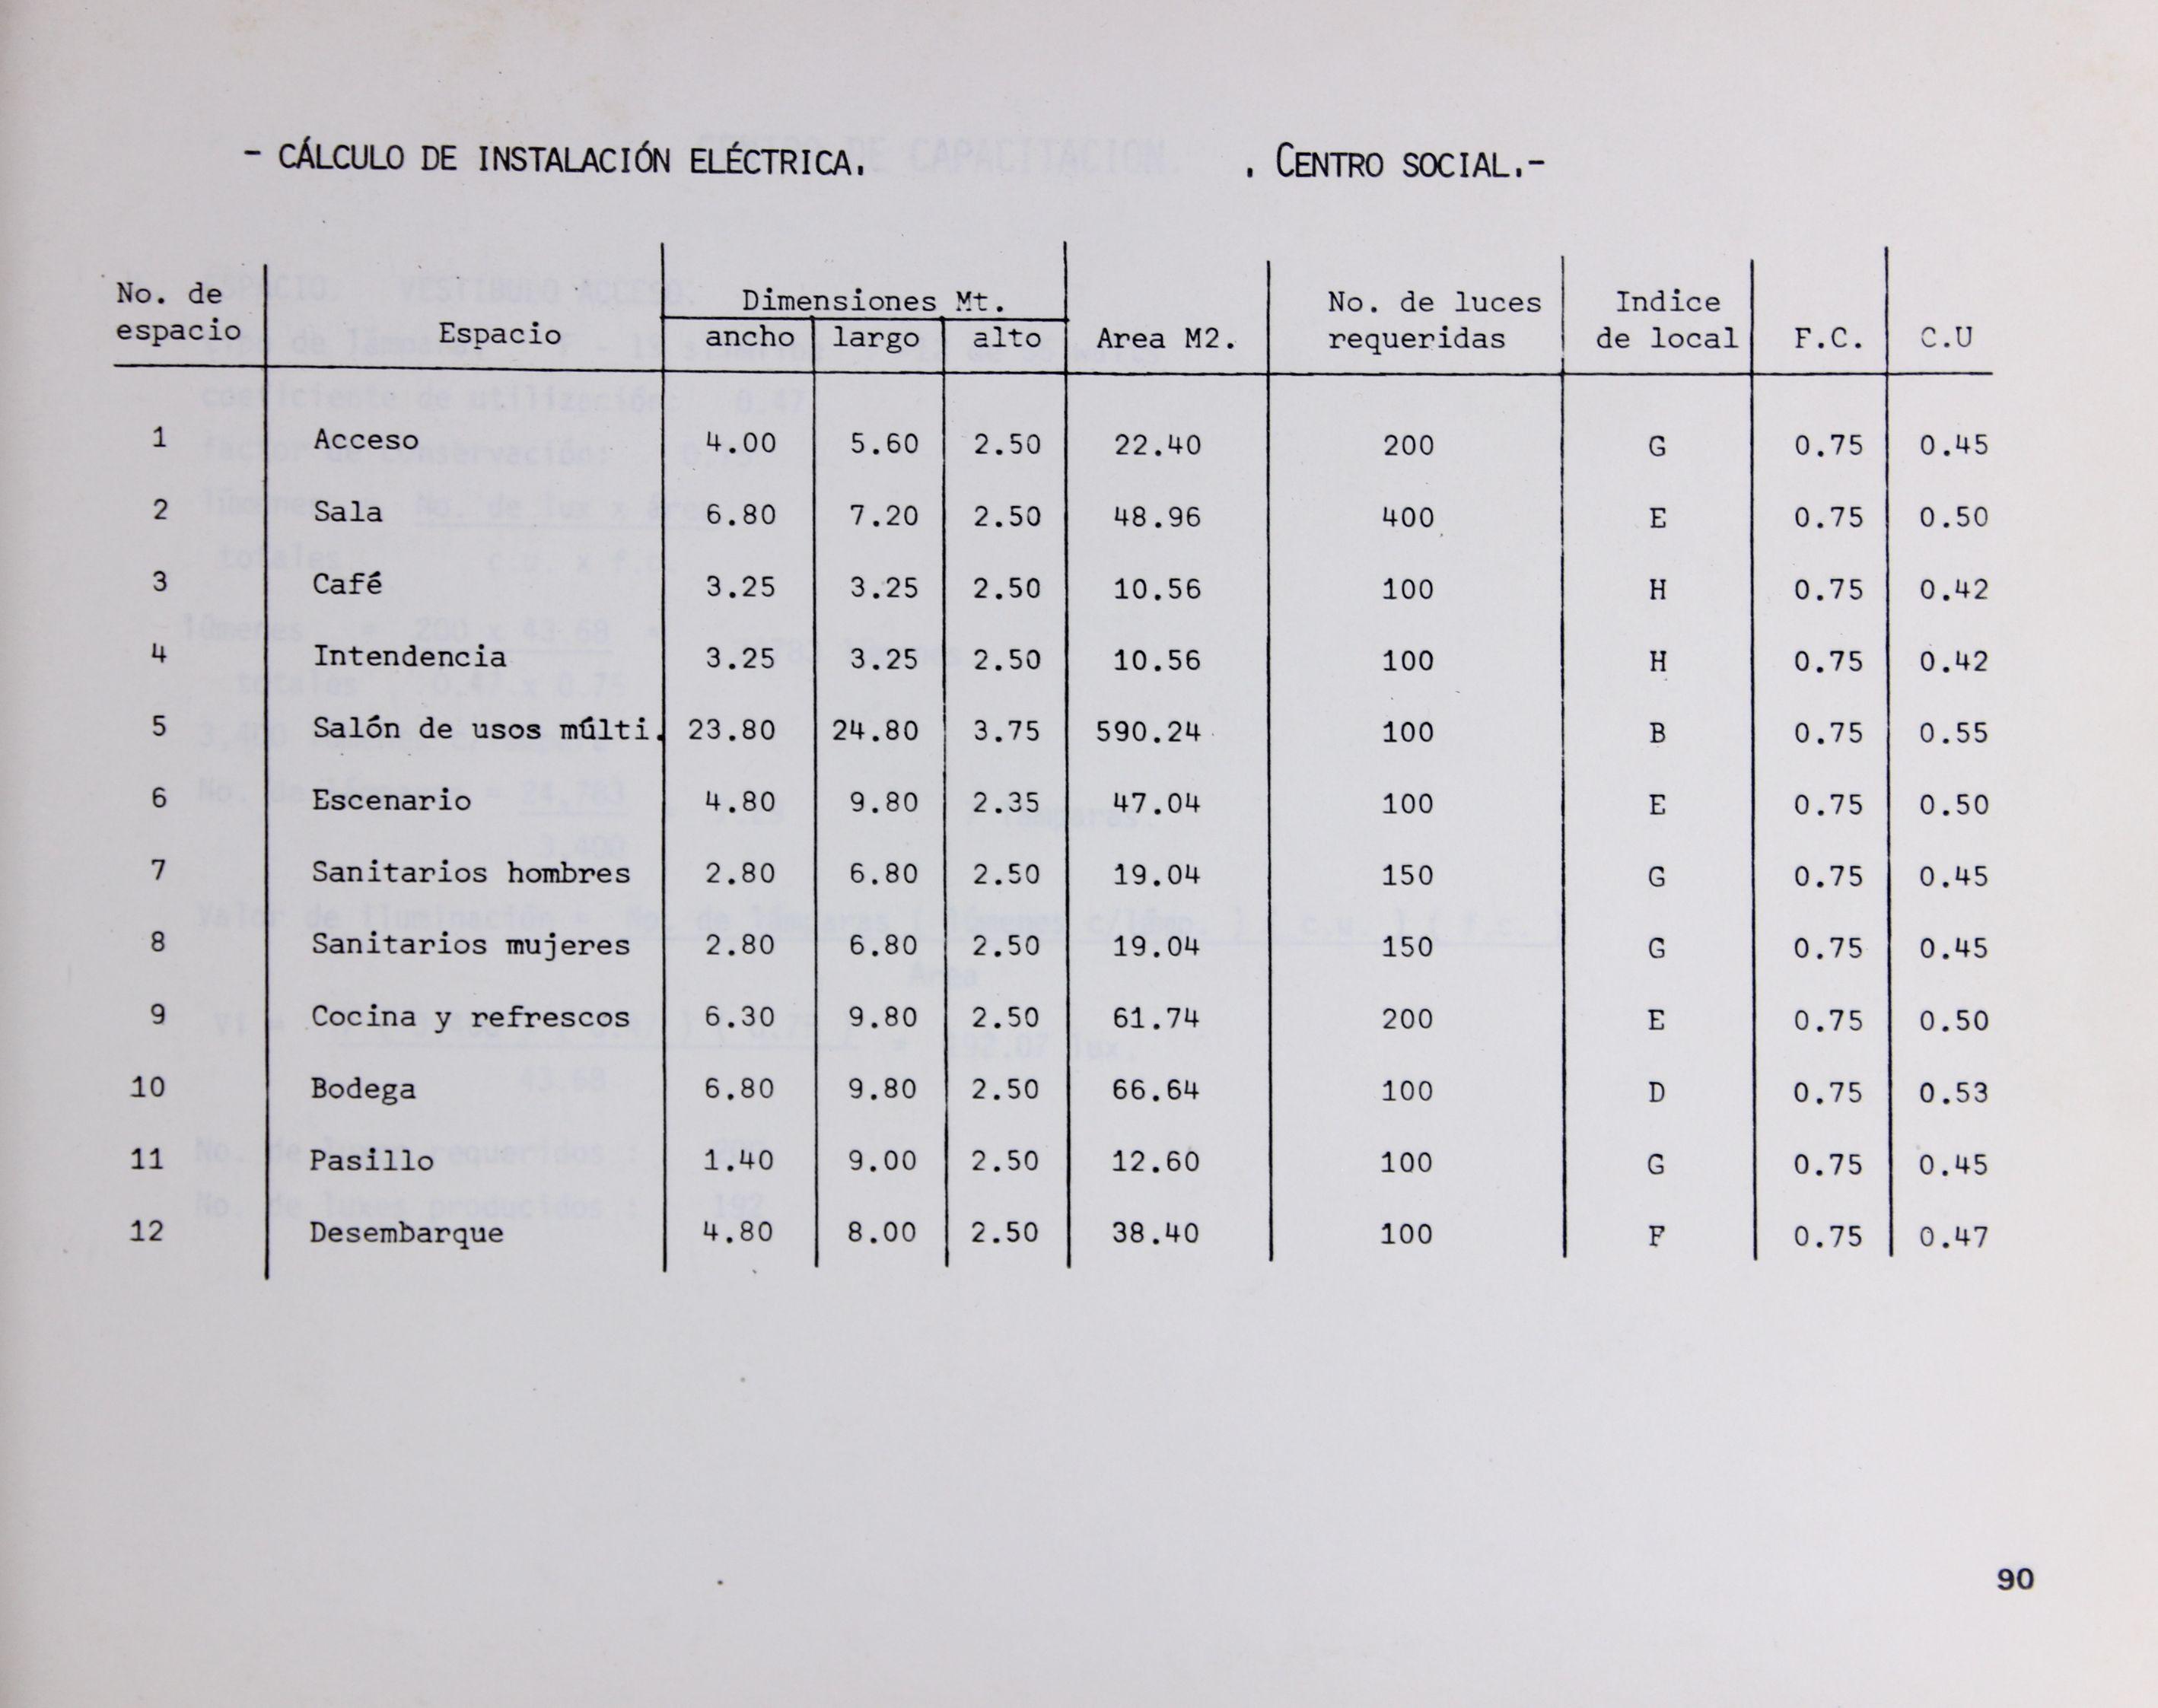 - CÁLCULO DE INSTALACIÓN ELÉCTRICA. . CENTRO SOCIAL.-
No. de espacio Espacio Dimensiones Mt. ancho largo alto Area M2. No. de luces requeridas Indice de local F.C. C.U
1 Acceso 4.00 5.60 2.50 22.40 200 G 0.75 0.45
2 Sala 6.80 7.20 2.50 48.96 400 E 0.75 0.50
3 Café 3.25 3.25 2.50 10.56 100 H 0.75 0.42
4 Intendencia 3.25 3.25 2.50 10.56 100 H 0.75 0.42
5 Salón de usos múlti. 23.80 24.80 3.75 590.24 100 B 0.75 0.55
6 Escenario 4.80 9.80 2.35 47.04 100 E 0.75 0.50
7 Sanitarios hombres 2.80 6.80 2.50 19.04 150 G 0.75 0.45
8 Sanitarios mujeres 2.80 6.80 2.50 19.04 150 G 0.75 0.45
9 Cocina y refrescos 6.30 9.80 2.50 61.74 200 E 0.75 0.50
10 Bodega 6.80 9.80 2.50 66.64 100 D 0.75 0.53
11 Pasillo 1.40 9.00 2.50 12.60 100 G 0.75 0.45
12 Desembarque 4.80 8.00 2.50 38.40 100 F 0.75 0.47
90